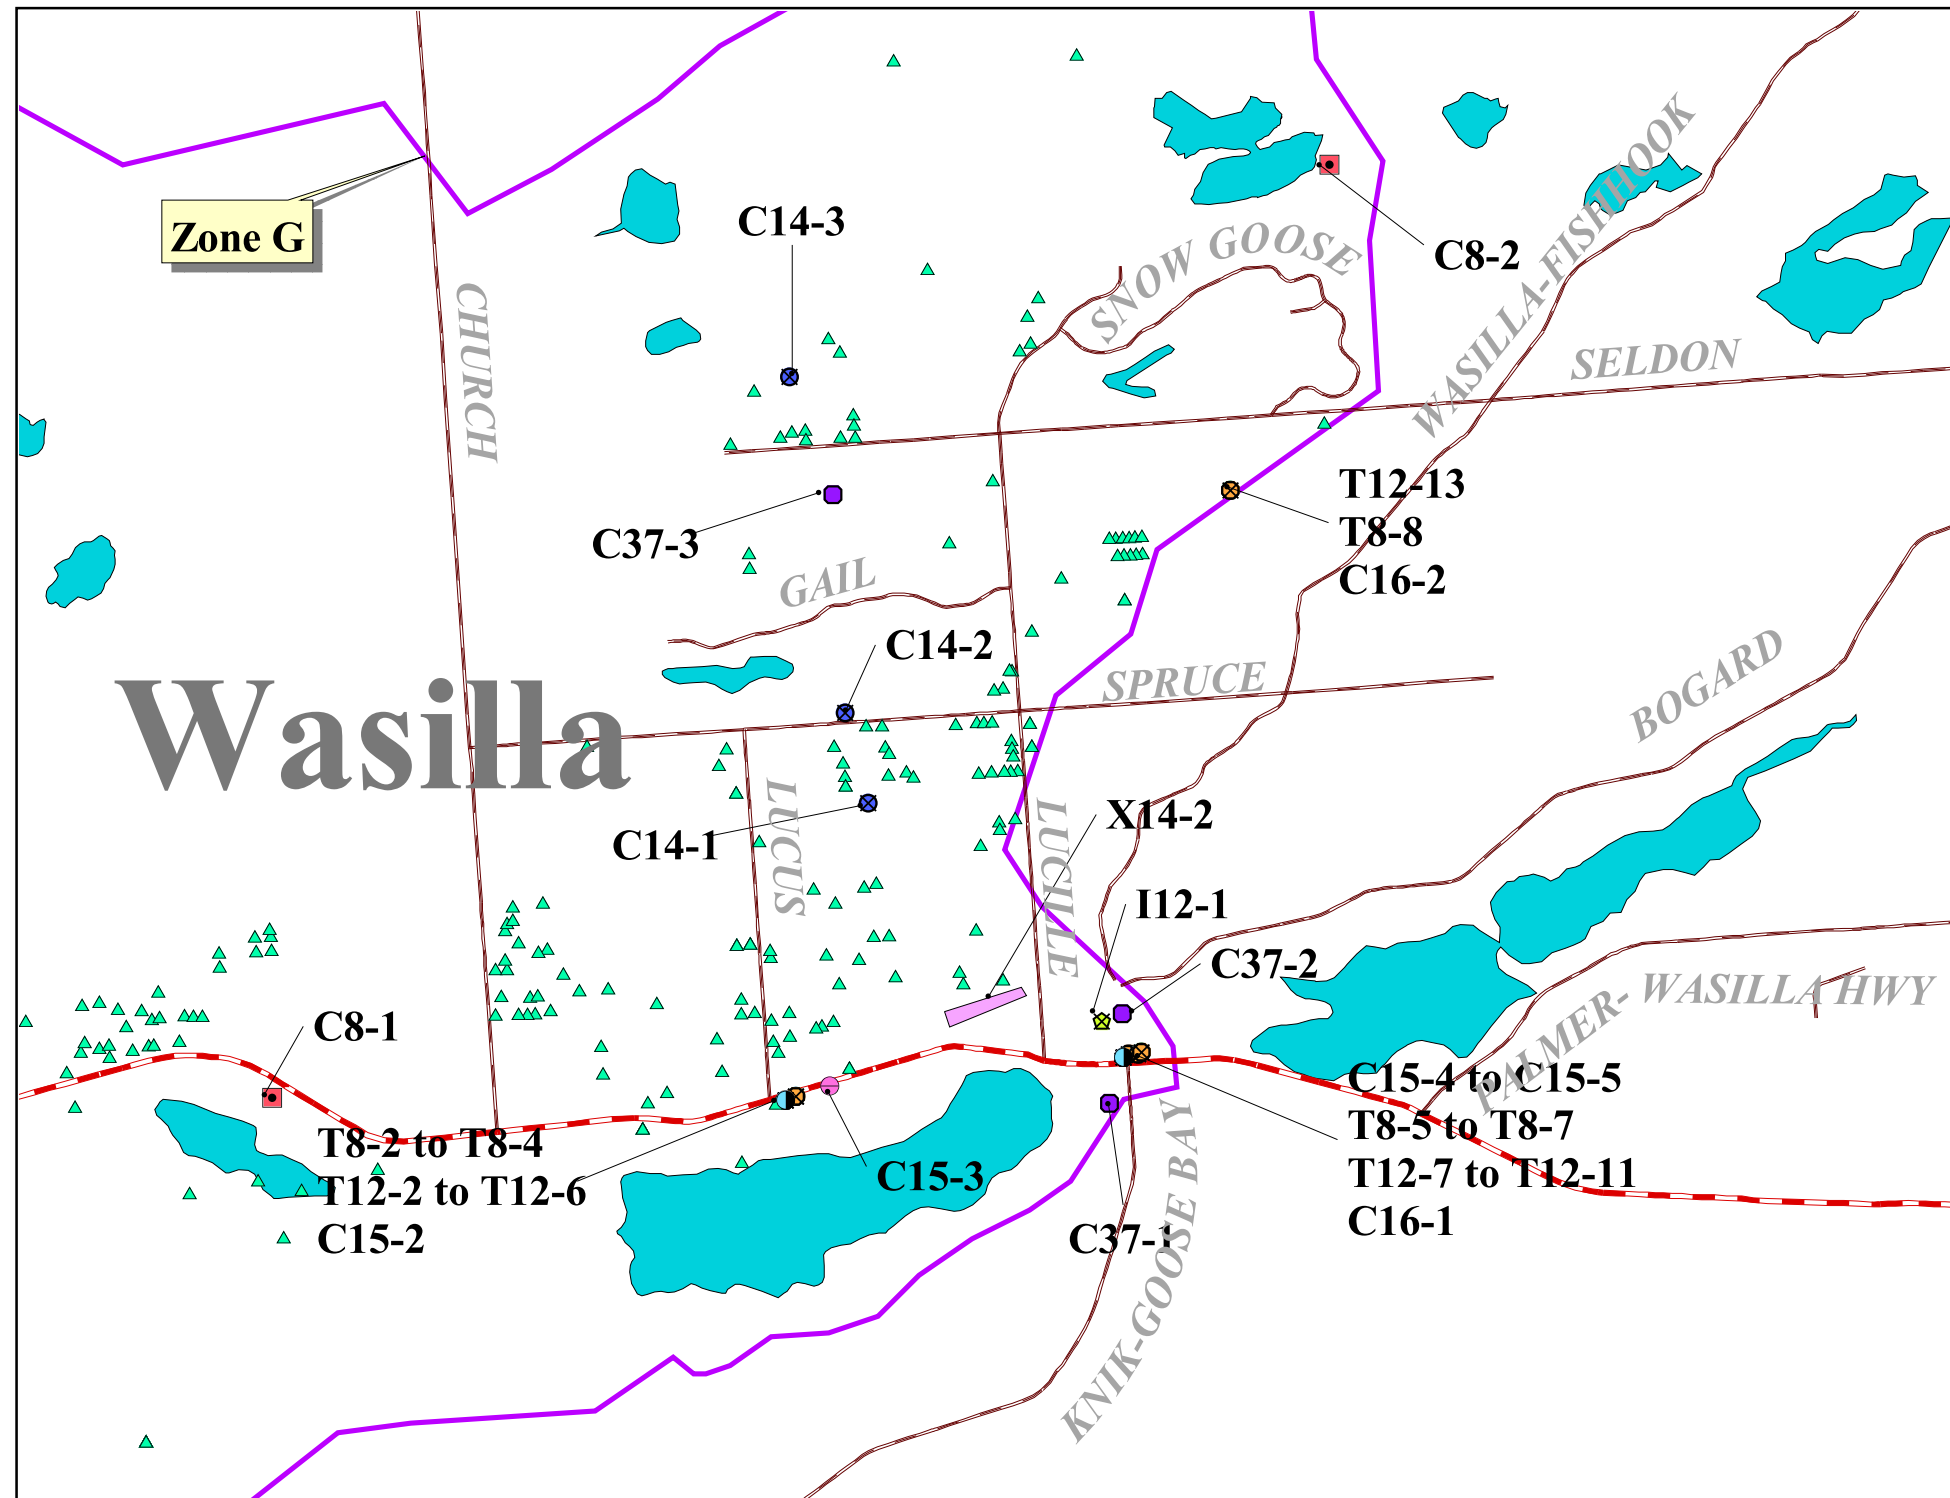 Zone G
C14-3
C8-2
SNOW GOOSE
WASILLA-FISHHOOK
CHURCH
SELDON
T12-13
T8-8
C16-2
C37-3
GAIL
C14-2
SPRUCE
BOGARD
Wasilla
LUCUS
LUCILLE
X14-2
C14-1
I12-1
C37-2
PALMER- WASILLA HWY
C8-1
C15-4 to C15-5
T8-5 to T8-7
T12-7 to T12-11
C16-1
T8-2 to T8-4
T12-2 to T12-6
C15-2
C15-3
C37-1
KNIK-GOOSE BAY